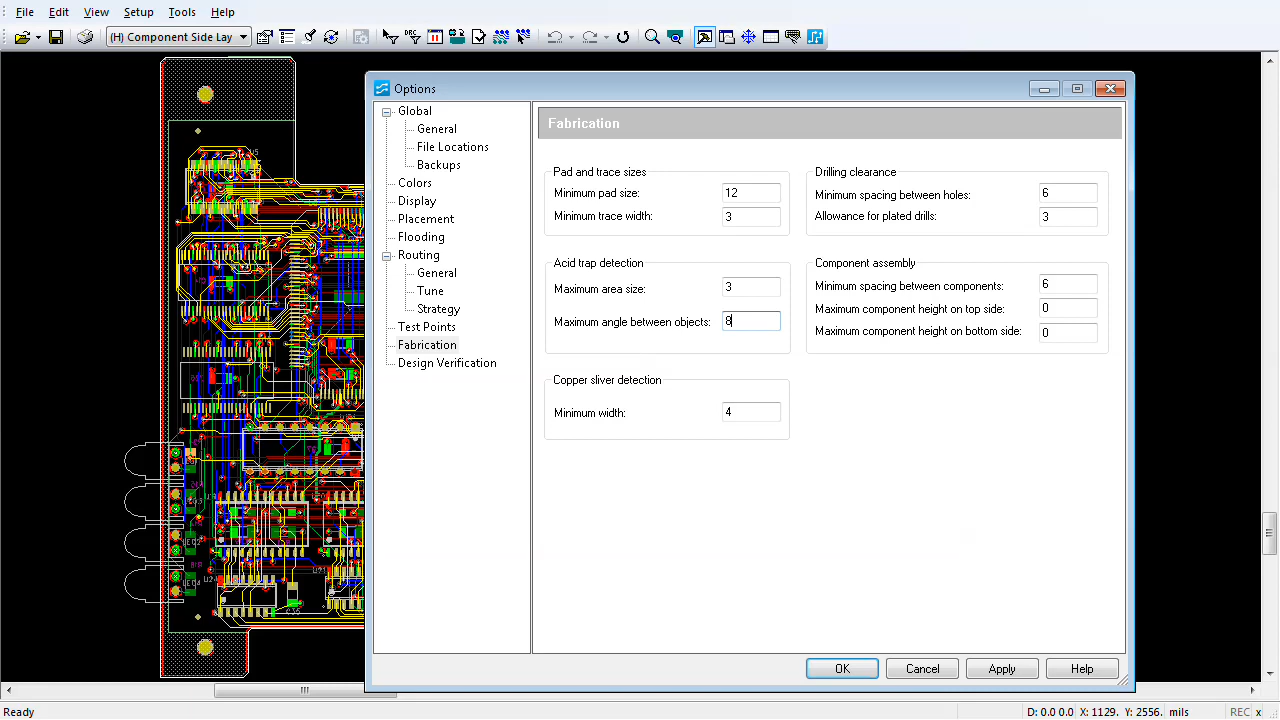 File Edit View Setup Tools Help
(H) Component Side Lay
Options
Global
General
File Locations
Backups
Colors
Display
Placement
Flooding
Routing
General
Tune
Strategy
Test Points
Fabrication
Design Verification
Fabrication
Pad and trace sizes
Minimum pad size: 12
Minimum trace width: 3
Acid trap detection
Maximum area size: 3
Maximum angle between objects: 8
Copper sliver detection
Minimum width: 4
Drilling clearance
Minimum spacing between holes: 6
Allowance for plated drills: 3
Component assembly
Minimum spacing between components: 6
Maximum component height on top side: 0
Maximum component height on bottom side: 0
OK Cancel Apply Help
Ready
D: 0.0 0.0 X: 1129. Y: 2556. mils REC x